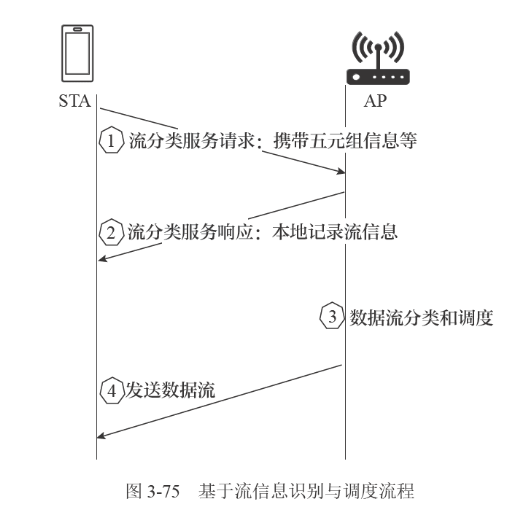 STA
AP
① 流分类服务请求：携带五元组信息等
② 流分类服务响应：本地记录流信息
③ 数据流分类和调度
④ 发送数据流
图 3-75 基于流信息识别与调度流程